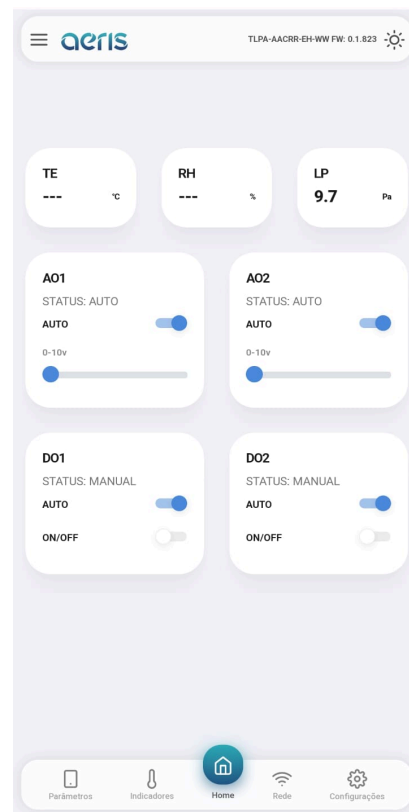 aeris
TLPA-AACRR-EH-WW FW: 0.1.823
TE
--- °C
RH
--- %
LP
9.7 Pa
AO1
STATUS: AUTO
AUTO
0-10v
AO2
STATUS: AUTO
AUTO
0-10v
DO1
STATUS: MANUAL
AUTO
ON/OFF
DO2
STATUS: MANUAL
AUTO
ON/OFF
Parâmetros
Indicadores
Home
Rede
Configurações